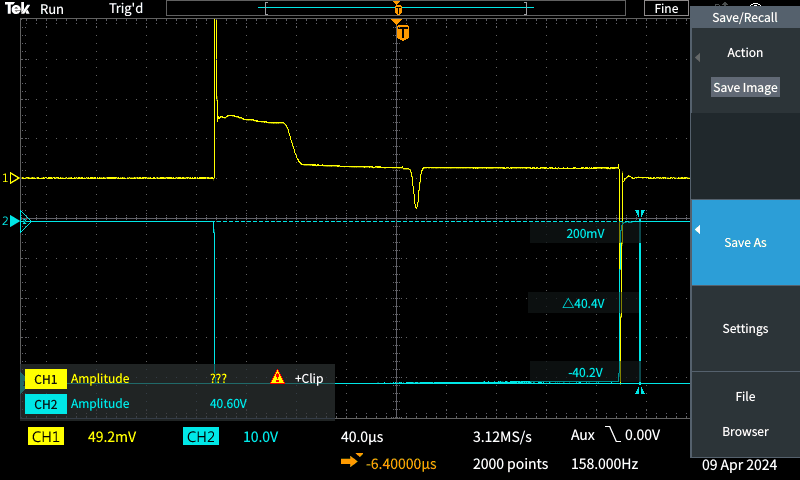 Tek Run Trig'd T Fine
Save/Recall
T
Action
Save Image
1
2
200mV
Save As
△40.4V
Settings
-40.2V
CH1 Amplitude ??? +Clip
CH2 Amplitude 40.60V
File
Browser
CH1 49.2mV CH2 10.0V 40.0µs 3.12MS/s Aux 0.00V
-6.40000µs 2000 points 158.000Hz 09 Apr 2024